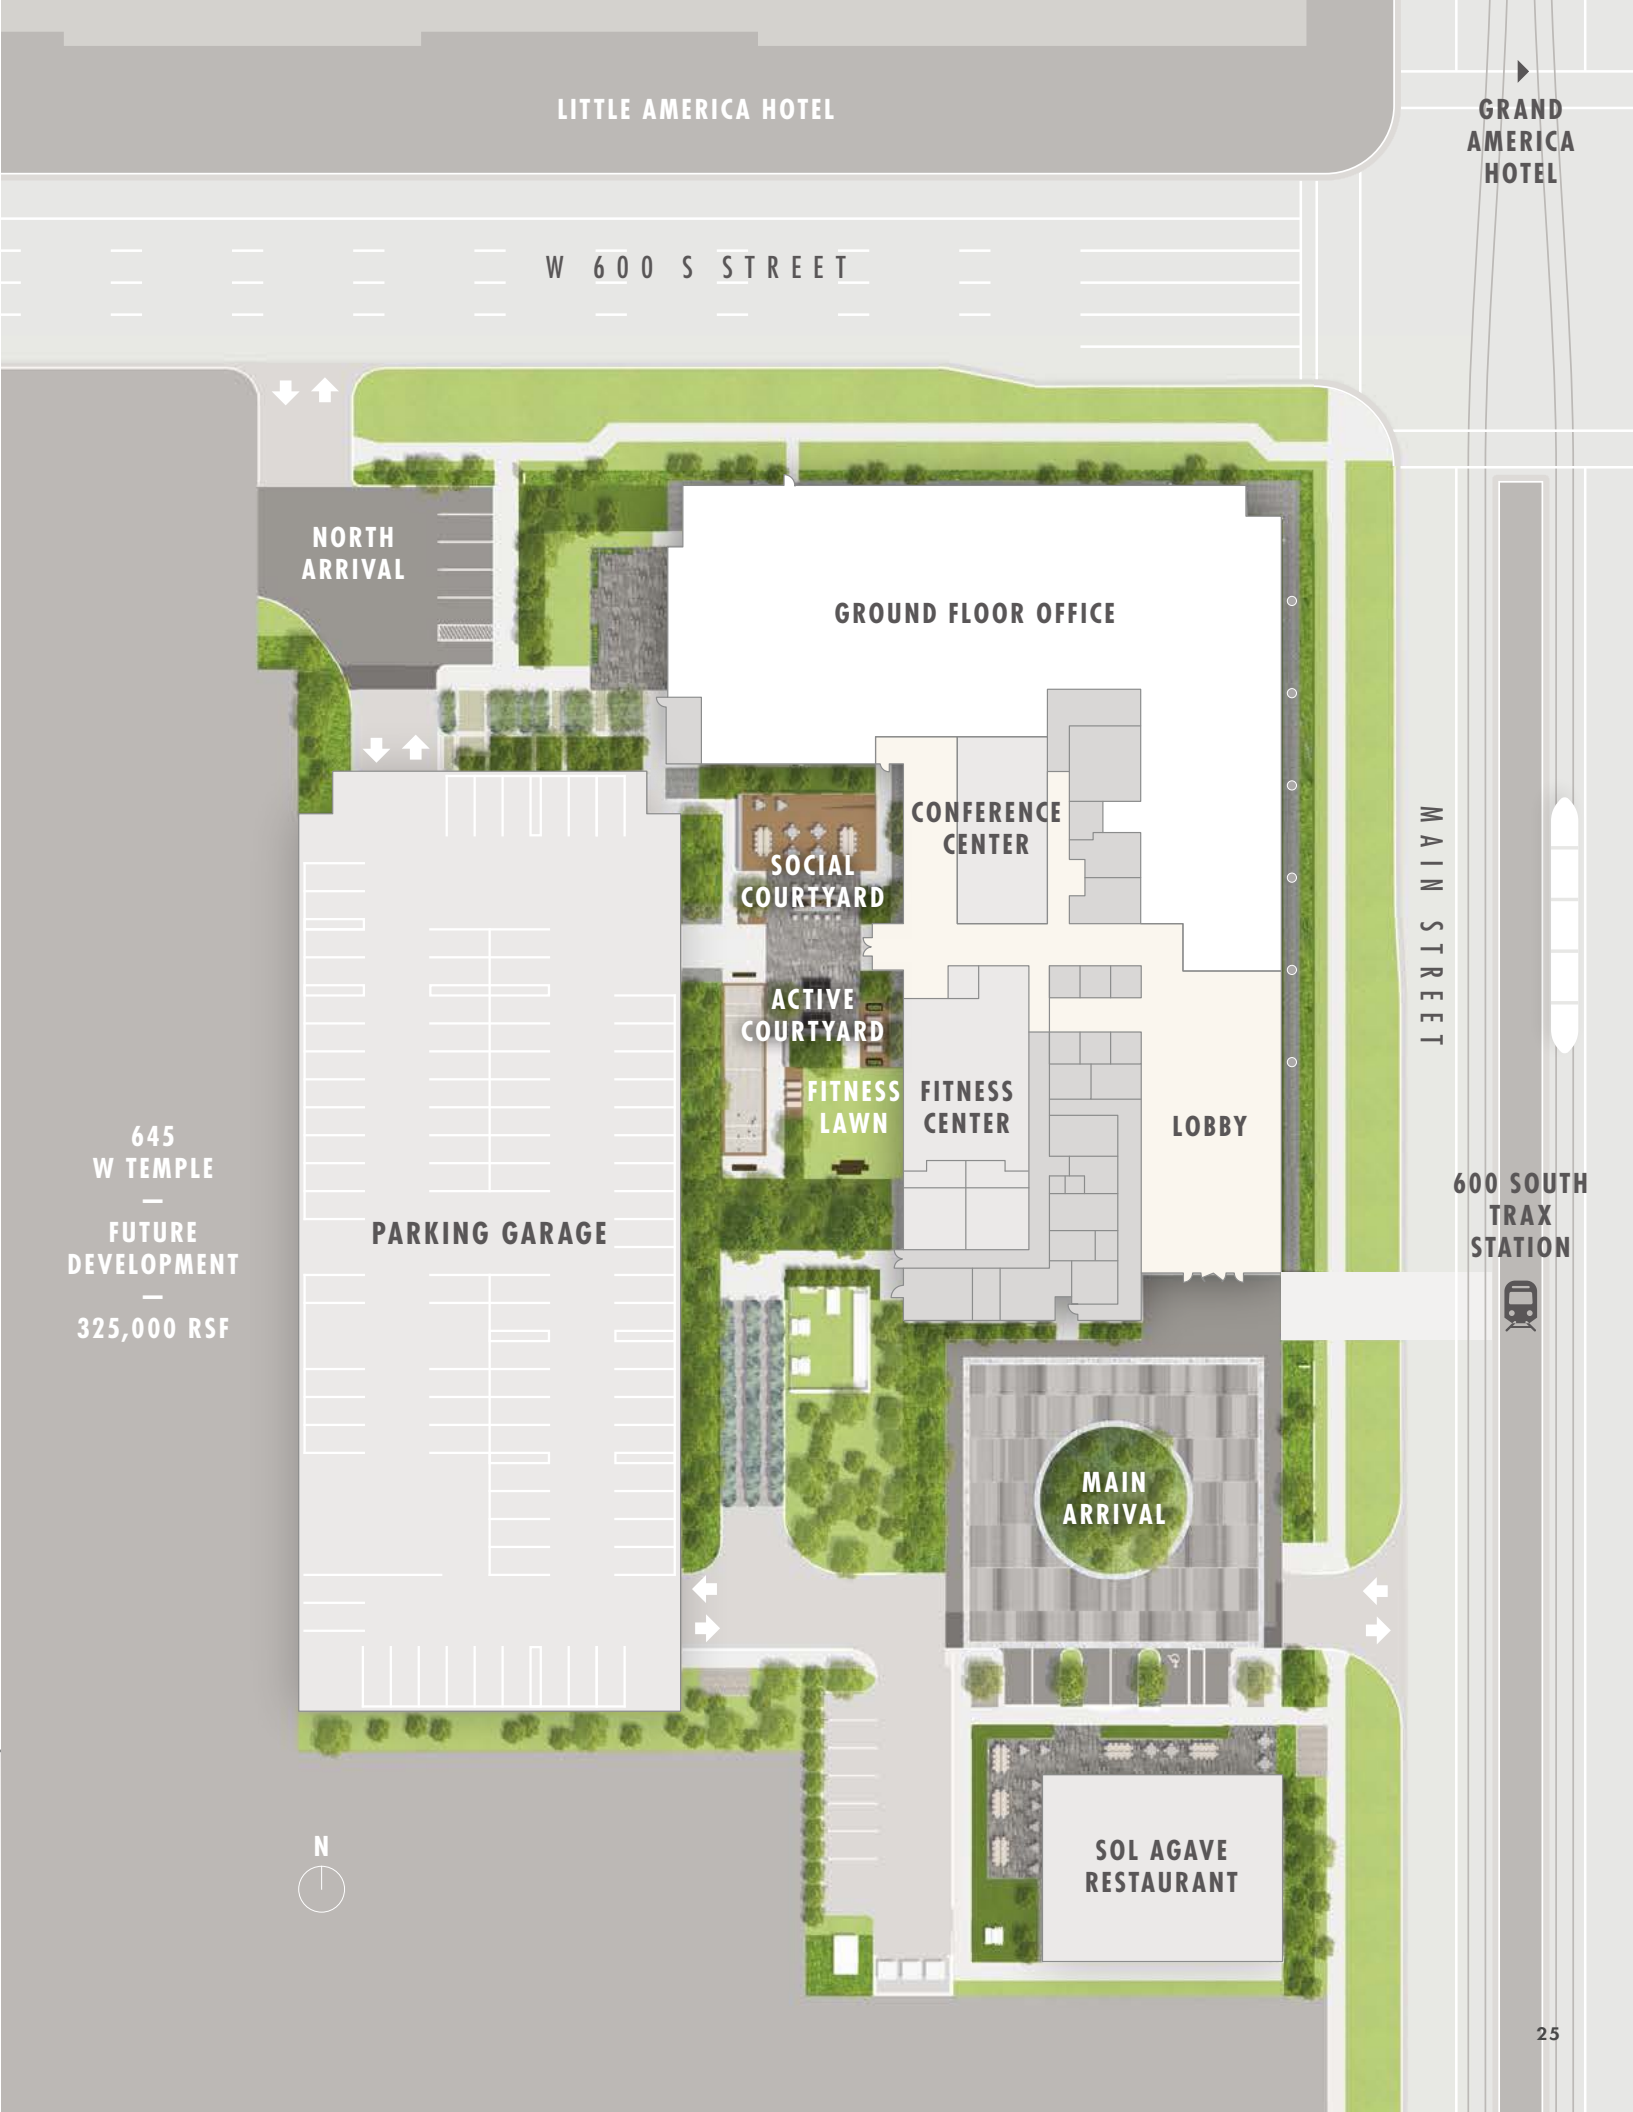 LITTLE AMERICA HOTEL
GRAND
AMERICA
HOTEL
W 600 S STREET
NORTH
ARRIVAL
GROUND FLOOR OFFICE
CONFERENCE
CENTER
SOCIAL
COURTYARD
ACTIVE
COURTYARD
FITNESS
LAWN
FITNESS
CENTER
LOBBY
MAIN STREET
645
W TEMPLE
—
FUTURE
DEVELOPMENT
—
325,000 RSF
PARKING GARAGE
600 SOUTH
TRAX
STATION
MAIN
ARRIVAL
SOL AGAVE
RESTAURANT
N
25